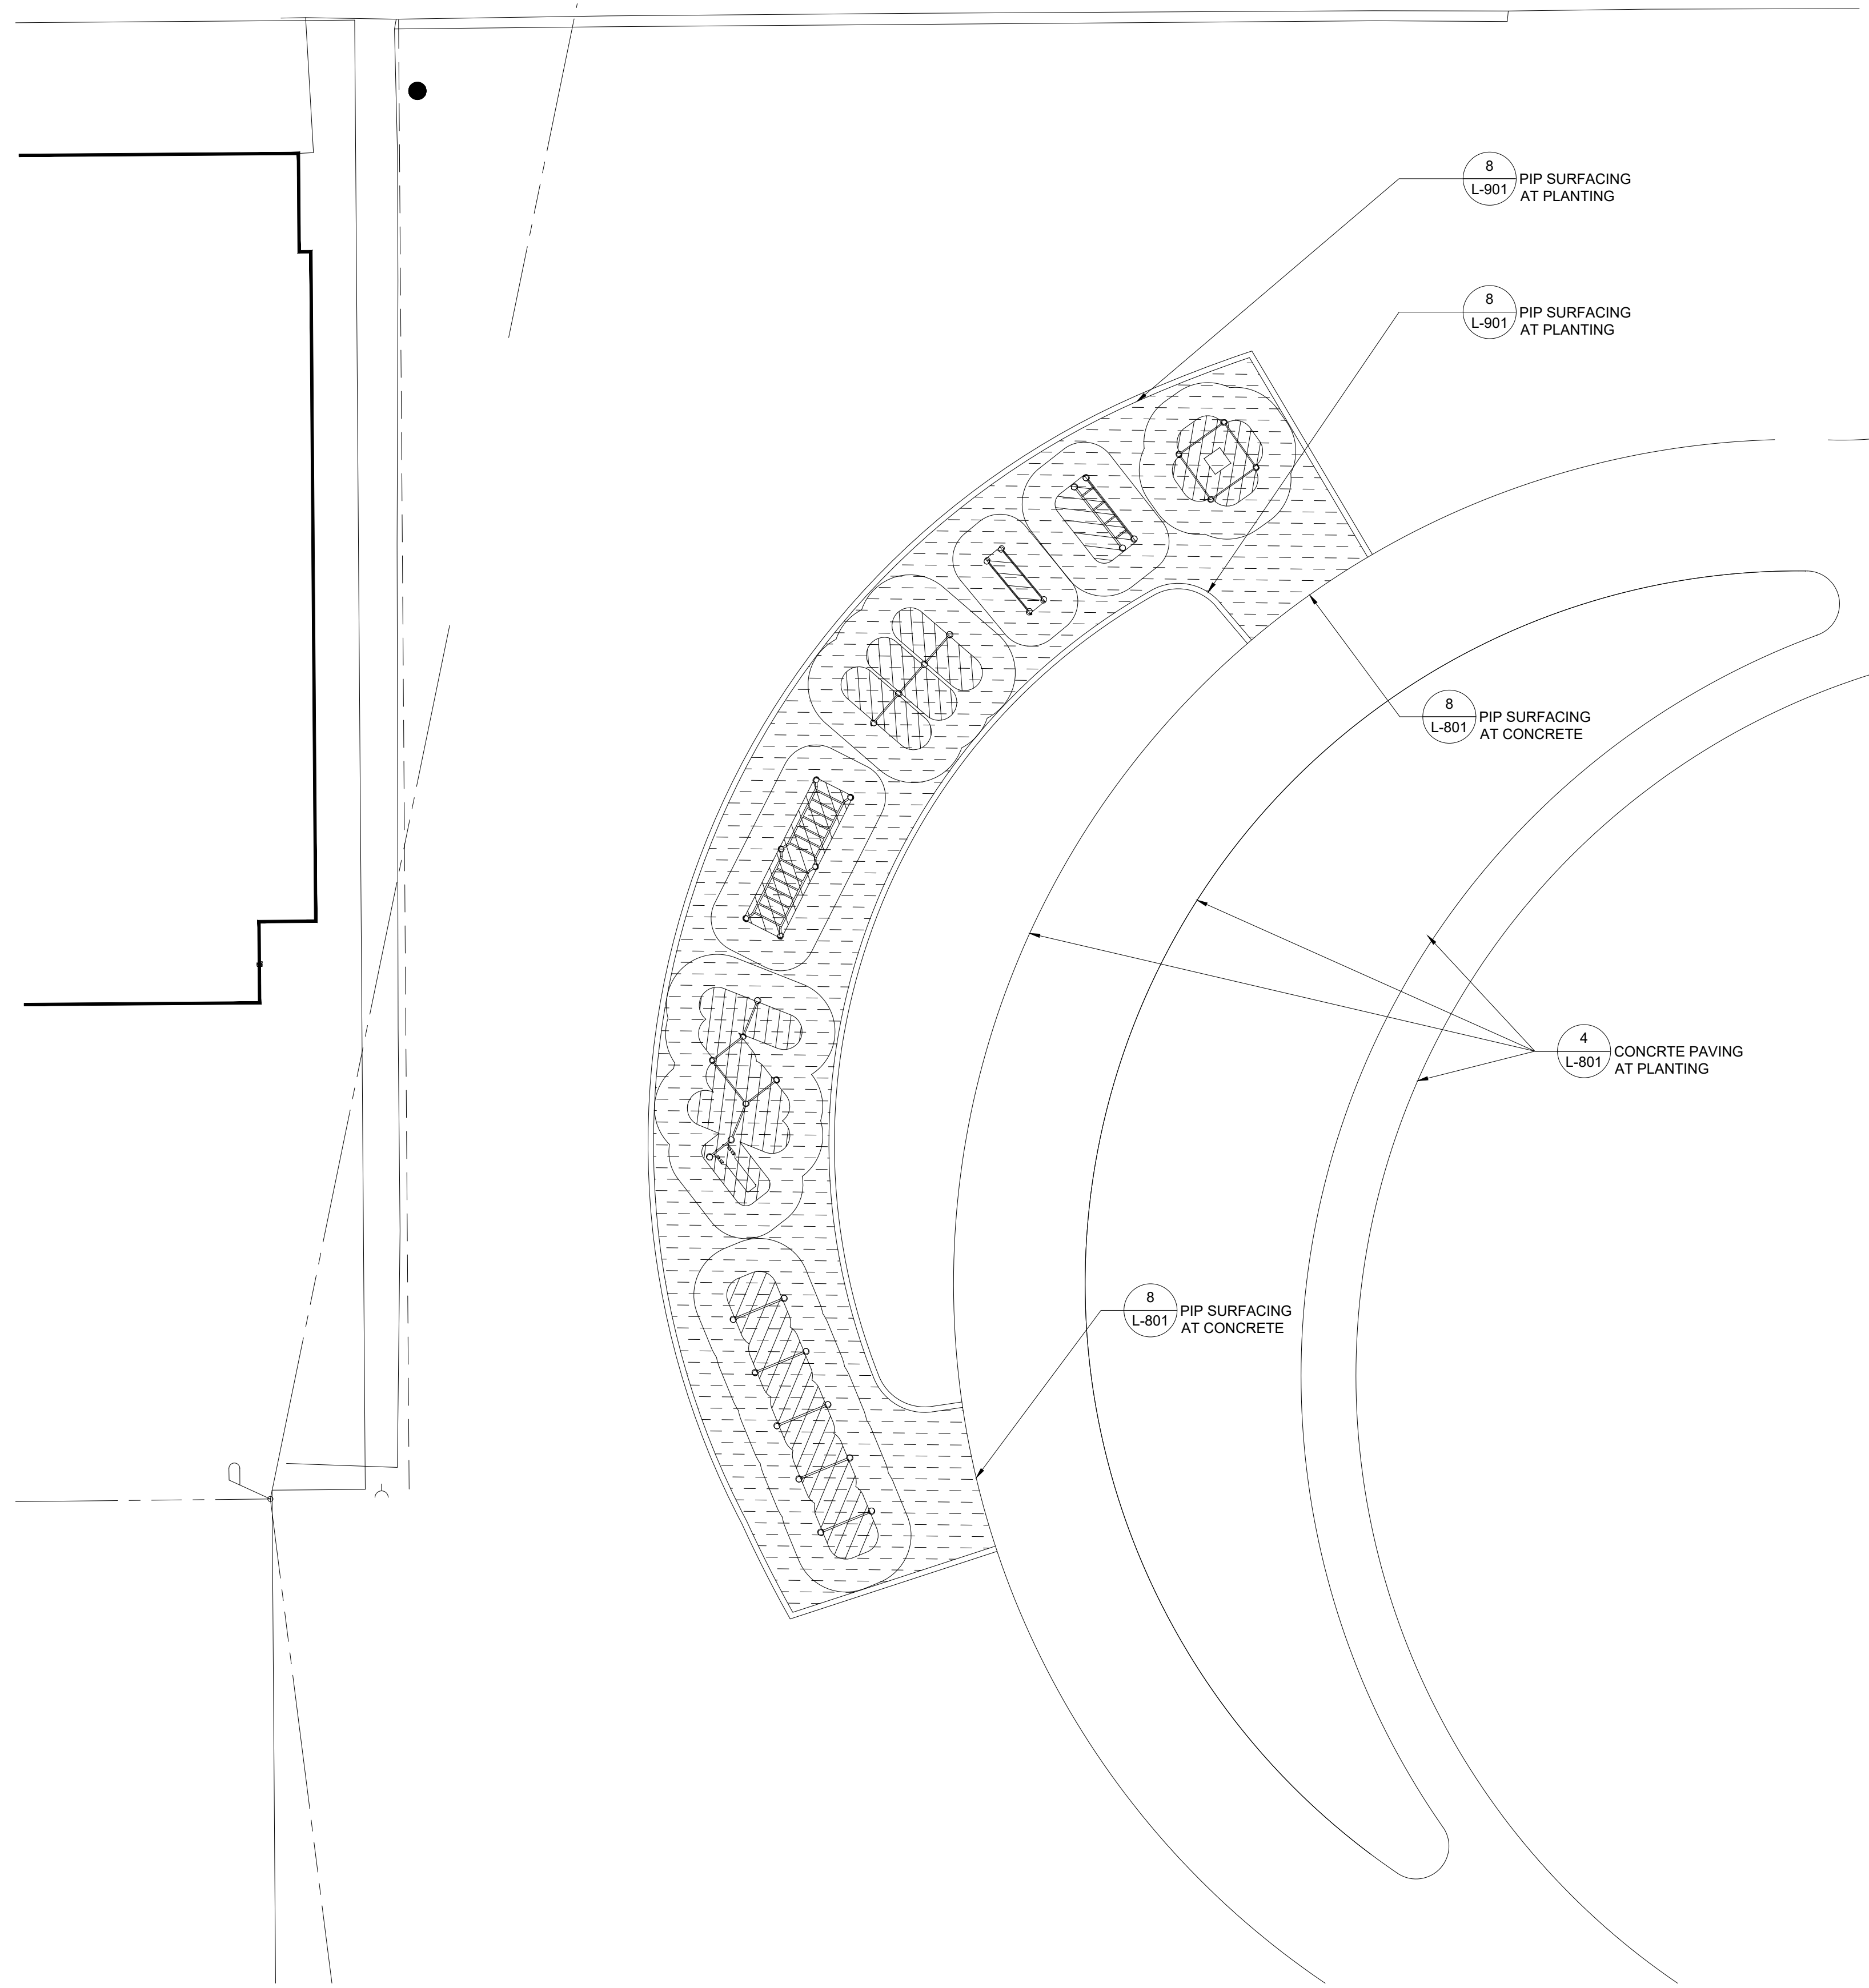 8
L-901
PIP SURFACING
AT PLANTING
8
L-901
PIP SURFACING
AT PLANTING
8
L-801
PIP SURFACING
AT CONCRETE
4
L-801
CONCRTE PAVING
AT PLANTING
8
L-801
PIP SURFACING
AT CONCRETE